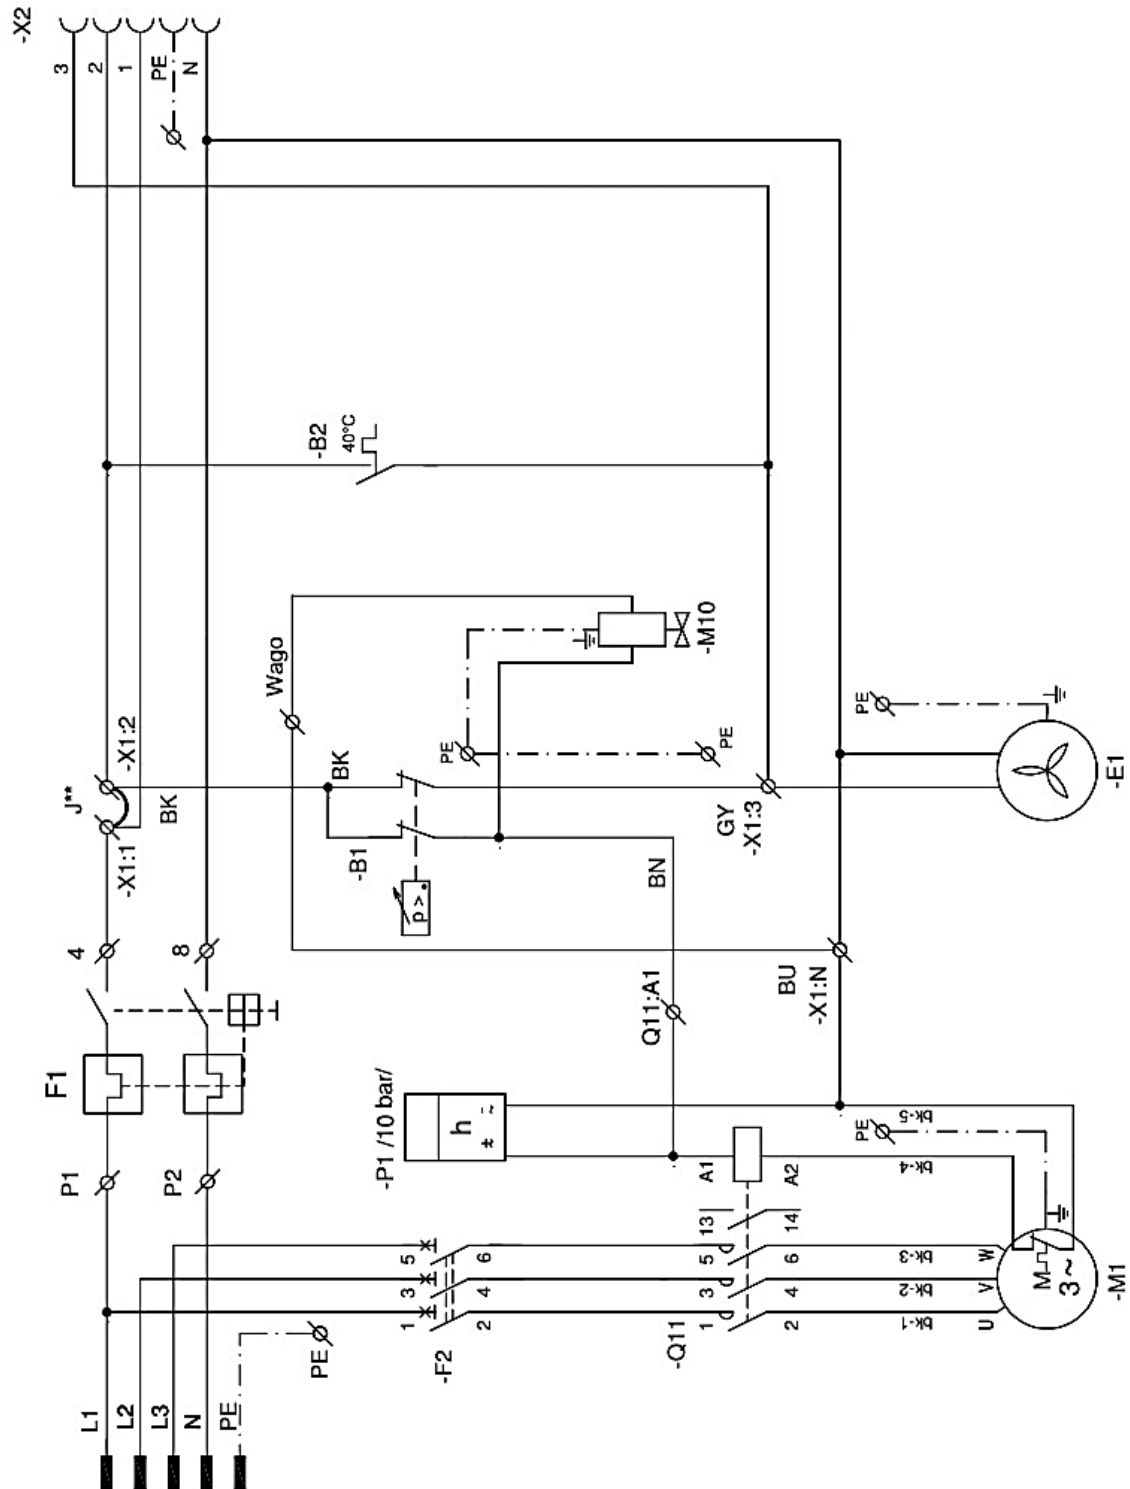 -X2
3
2
1
PE
N
-B2
40°C
Wago
-M10
J**
-X1:2
-X1:1
BK
BK
-B1
p>
PE
PE
GY
-X1:3
PE
-E1
4
8
BN
Q11:A1
BU
-X1:N
F1
P1
P2
-P1 /10 bar/
h
~
A1
A2
13
14
PE
bk-5
bk-4
5
6
3
4
1
2
-F2
5
6
3
4
1
2
-Q11
bk-3
bk-2
bk-1
W
V
U
M
3~
-M1
PE
L1
L2
L3
N
PE